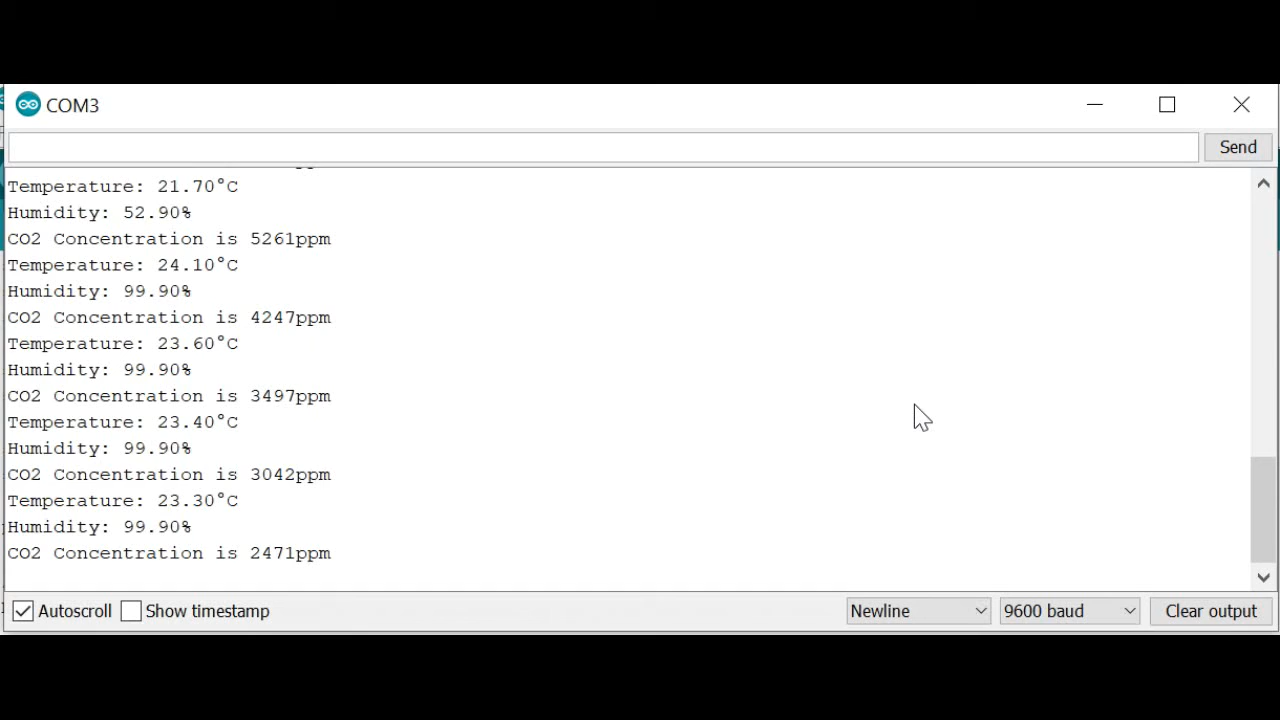 COM3
Send
Temperature: 21.70°C
Humidity: 52.90%
CO2 Concentration is 5261ppm
Temperature: 24.10°C
Humidity: 99.90%
CO2 Concentration is 4247ppm
Temperature: 23.60°C
Humidity: 99.90%
CO2 Concentration is 3497ppm
Temperature: 23.40°C
Humidity: 99.90%
CO2 Concentration is 3042ppm
Temperature: 23.30°C
Humidity: 99.90%
CO2 Concentration is 2471ppm
Autoscroll Show timestamp Newline 9600 baud Clear output